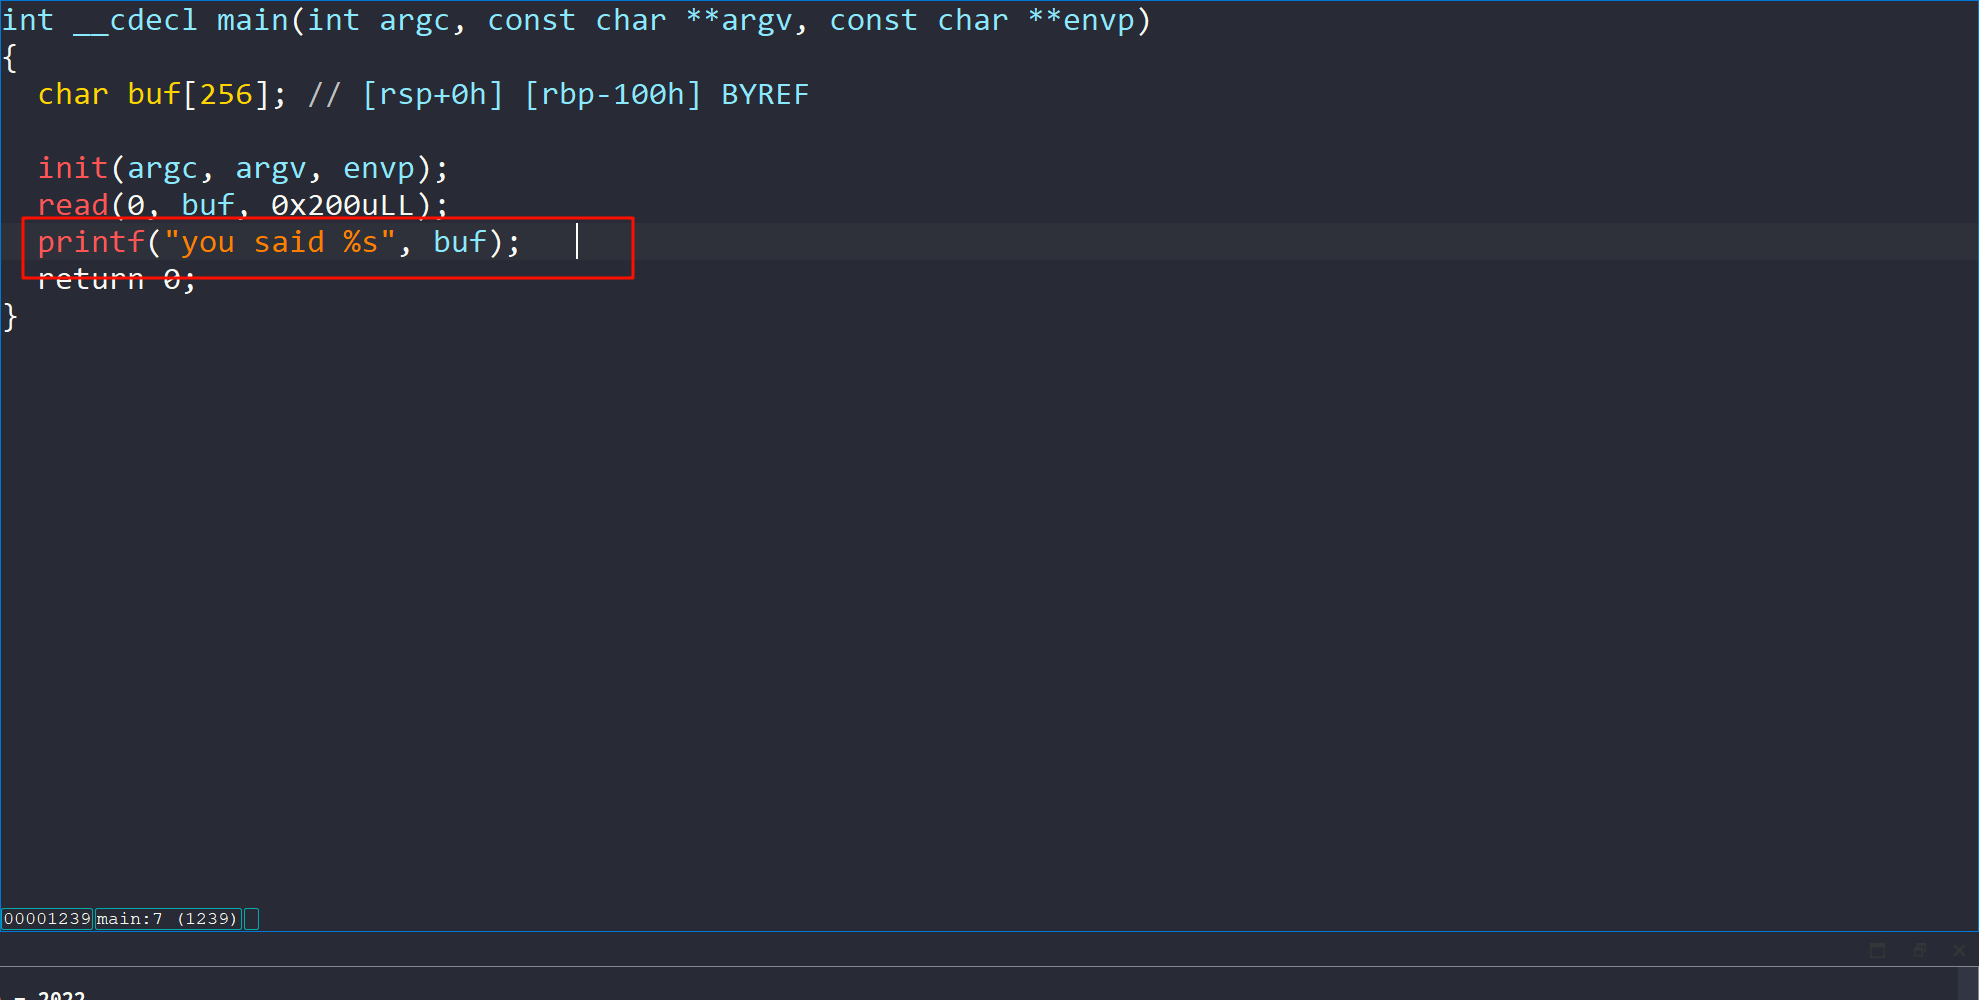 int __cdecl main(int argc, const char **argv, const char **envp)
{
  char buf[256]; // [rsp+0h] [rbp-100h] BYREF
  init(argc, argv, envp);
  read(0, buf, 0x200uLL);
  printf("you said %s", buf);
  return 0;
}
00001239 main:7 (1239)
- 2022